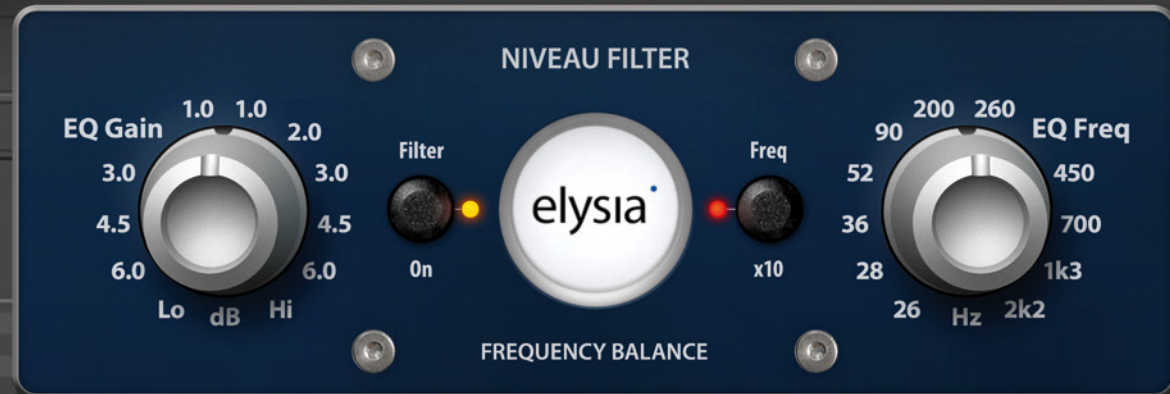 NIVEAU FILTER
EQ Gain
1.0 1.0
2.0
3.0 3.0
4.5 4.5
6.0 6.0
Lo dB Hi
Filter
On
elysia
Freq
x10
EQ Freq
200 260
90
52 450
36 700
28 1k3
26 Hz 2k2
FREQUENCY BALANCE